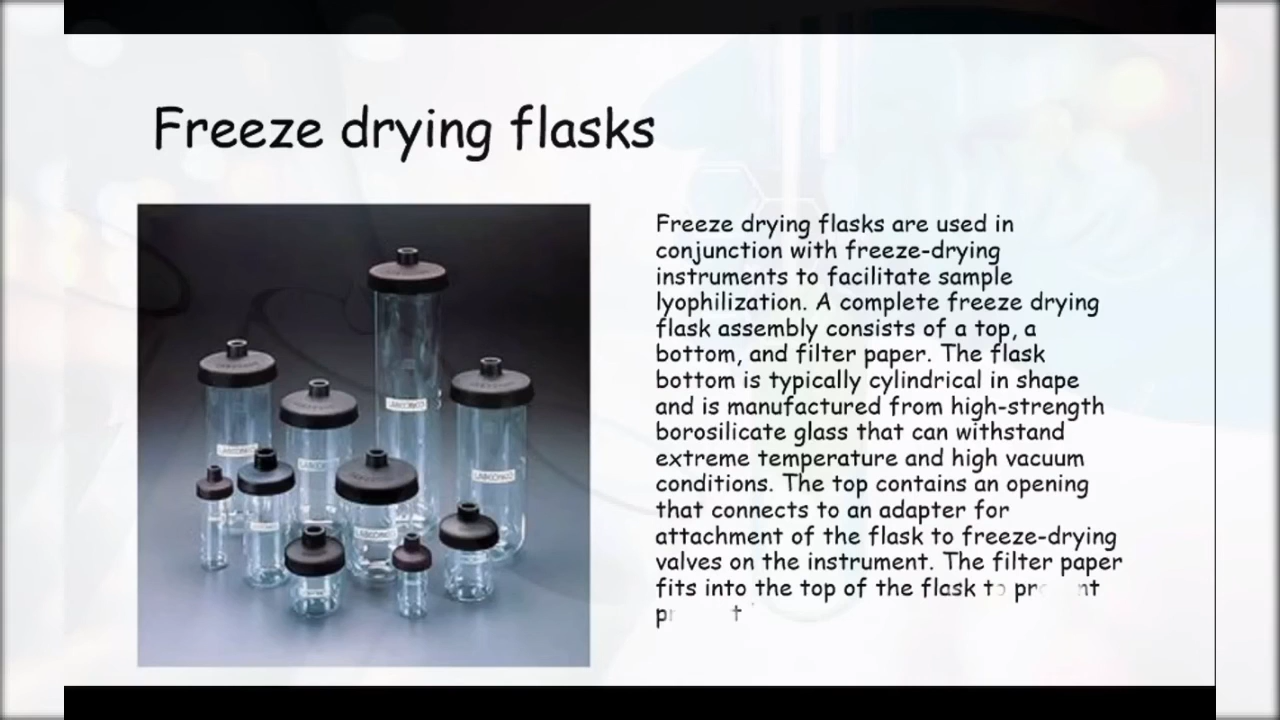 Freeze drying flasks
Freeze drying flasks are used in
conjunction with freeze-drying
instruments to facilitate sample
lyophilization. A complete freeze drying
flask assembly consists of a top, a
bottom, and filter paper. The flask
bottom is typically cylindrical in shape
and is manufactured from high-strength
borosilicate glass that can withstand
extreme temperature and high vacuum
conditions. The top contains an opening
that connects to an adapter for
attachment of the flask to freeze-drying
valves on the instrument. The filter paper
fits into the top of the flask to
LABCONCO
LABCONCO
LABCONCO
LABCONCO